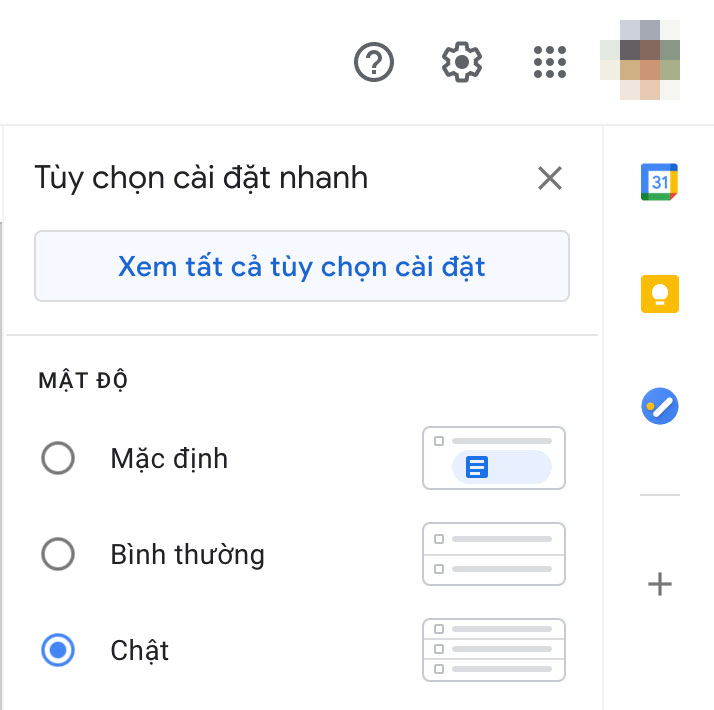 Tùy chọn cài đặt nhanh
31
Xem tất cả tùy chọn cài đặt
MẬT ĐỘ
Mặc định
Bình thường
Chật